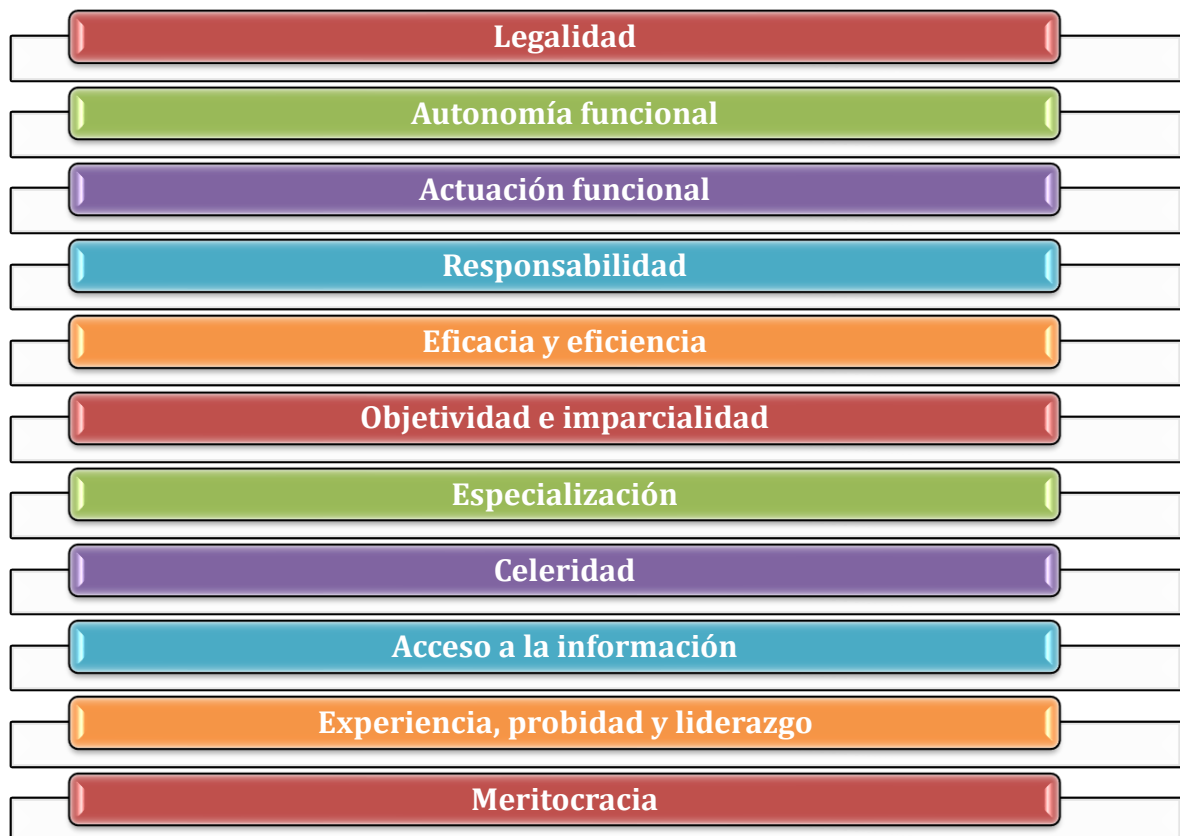 Legalidad
Autonomía funcional
Actuación funcional
Responsabilidad
Eficacia y eficiencia
Objetividad e imparcialidad
Especialización
Celeridad
Acceso a la información
Experiencia, probidad y liderazgo
Meritocracia